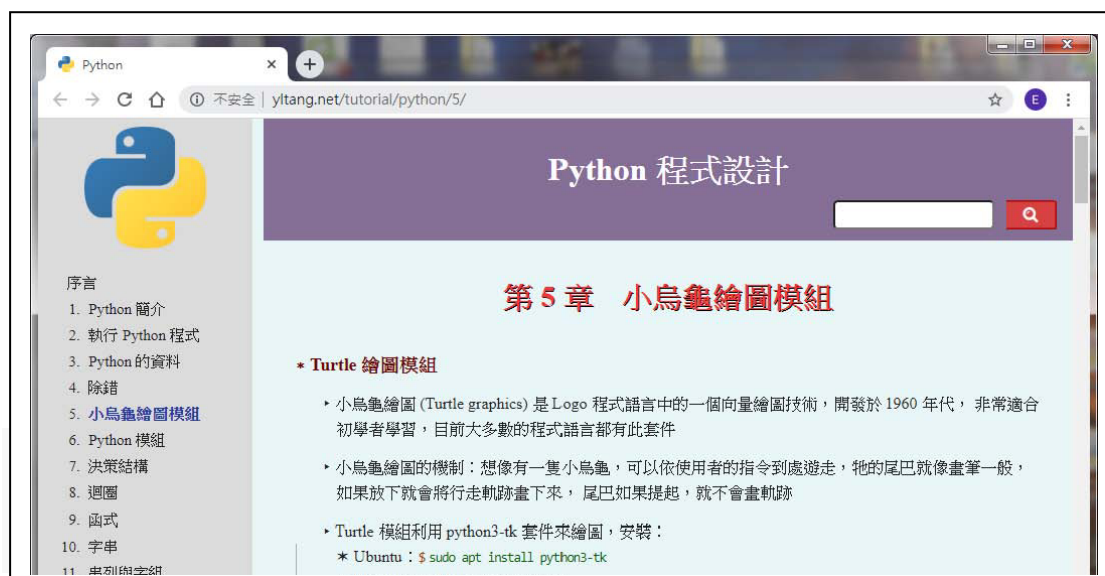 Python
不安全 | yltang.net/tutorial/python/5/
E
Python 程式設計
序言
1. Python 簡介
2. 執行 Python 程式
3. Python 的資料
4. 除錯
5. 小烏龜繪圖模組
6. Python 模組
7. 決策結構
8. 迴圈
9. 函式
10. 字串
11. 串列與字組
第 5 章 小烏龜繪圖模組
* Turtle 繪圖模組
‣ 小烏龜繪圖 (Turtle graphics) 是 Logo 程式語言中的一個向量繪圖技術，開發於 1960 年代， 非常適合
初學者學習，目前大多數的程式語言都有此套件
‣ 小烏龜繪圖的機制：想像有一隻小烏龜，可以依使用者的指令到處遊走，牠的尾巴就像畫筆一般，
如果放下就會將行走軌跡畫下來， 尾巴如果提起，就不會畫軌跡
‣ Turtle 模組利用 python3-tk 套件來繪圖，安裝：
* Ubuntu：$ sudo apt install python3-tk